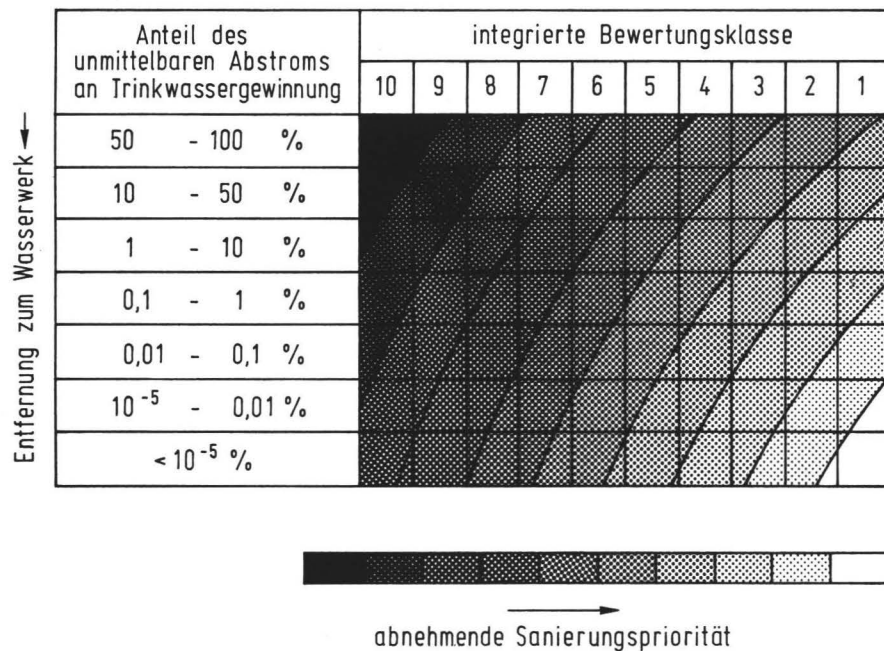 Anteil des
unmittelbaren Abstroms
an Trinkwassergewinnung
integrierte Bewertungsklasse
10 9 8 7 6 5 4 3 2 1
Entfernung zum Wasserwerk
50 - 100 %
10 - 50 %
1 - 10 %
0,1 - 1 %
0,01 - 0,1 %
10⁻⁵ - 0,01 %
< 10⁻⁵ %
abnehmende Sanierungspriorität